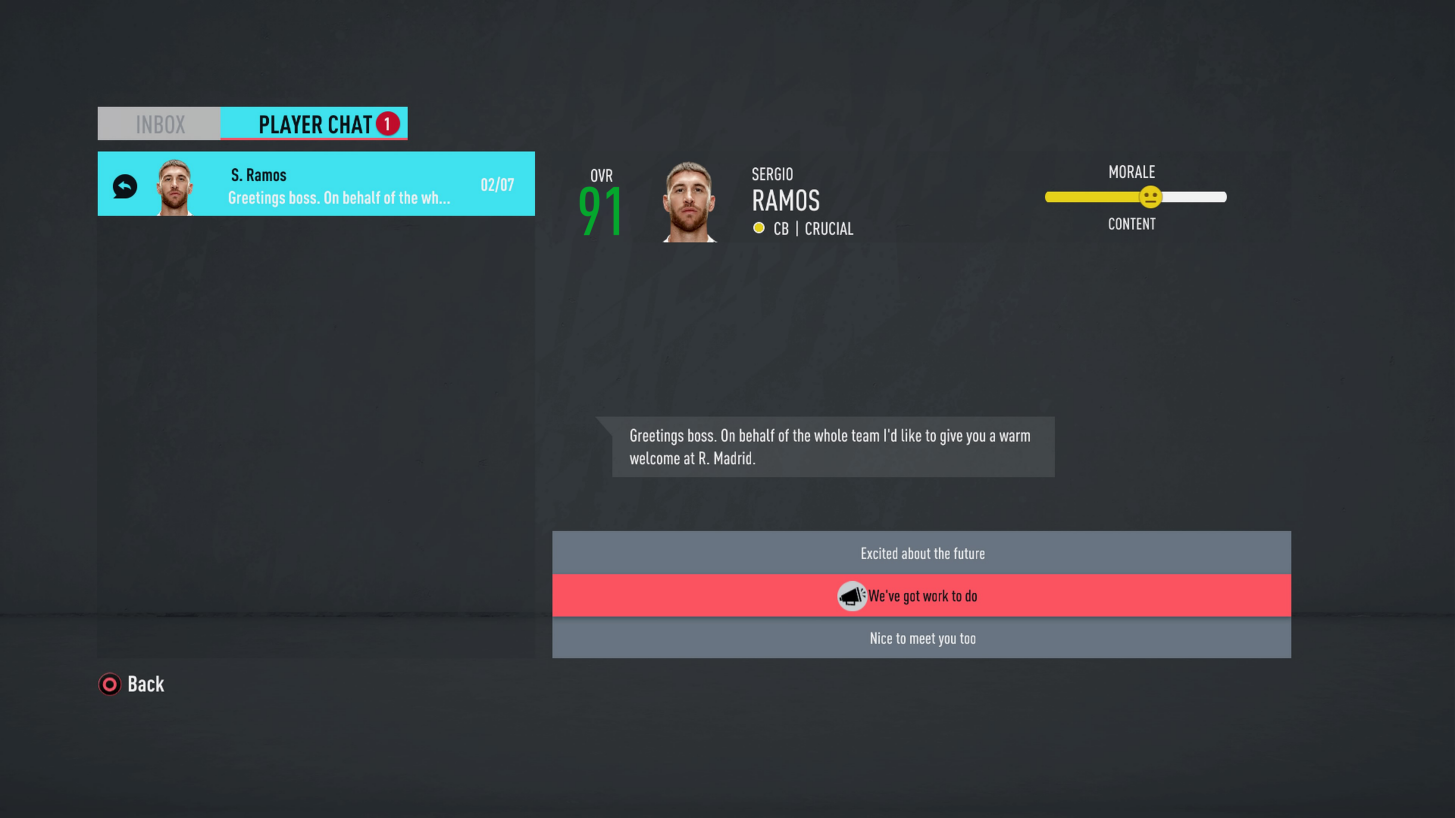 INBOX
PLAYER CHAT 1
S. Ramos
Greetings boss. On behalf of the wh...
02/07
OVR
91
SERGIO
RAMOS
CB | CRUCIAL
MORALE
CONTENT
Greetings boss. On behalf of the whole team I'd like to give you a warm
welcome at R. Madrid.
Excited about the future
We've got work to do
Nice to meet you too
Back